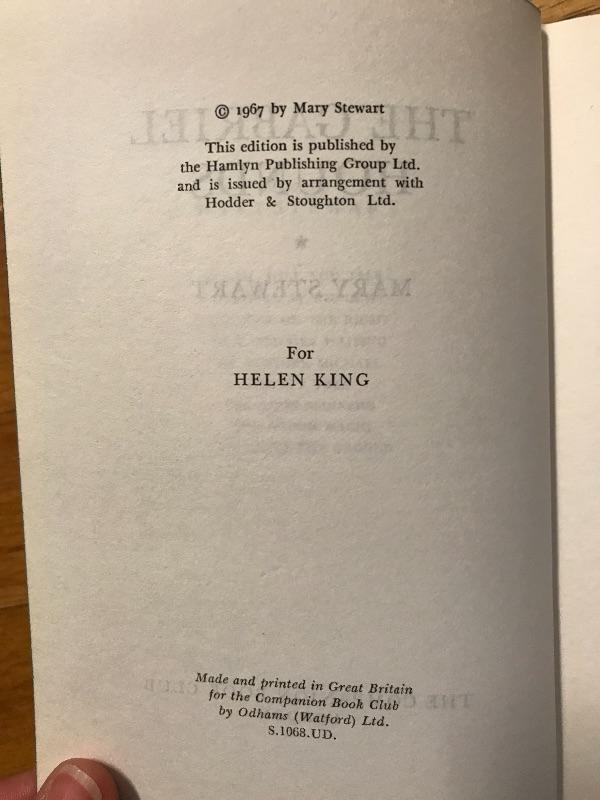 © 1967 by Mary Stewart
This edition is published by
the Hamlyn Publishing Group Ltd.
and is issued by arrangement with
Hodder & Stoughton Ltd.
For
HELEN KING
Made and printed in Great Britain
for the Companion Book Club
by Odhams (Watford) Ltd.
S.1068.UD.